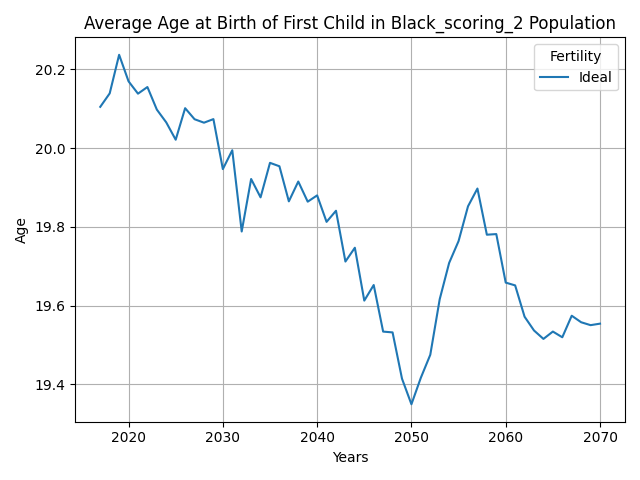 Average Age at Birth of First Child in Black_scoring_2 Population
Fertility
Ideal
20.2
20.0
19.8
19.6
19.4
Age
2020 2030 2040 2050 2060 2070
Years